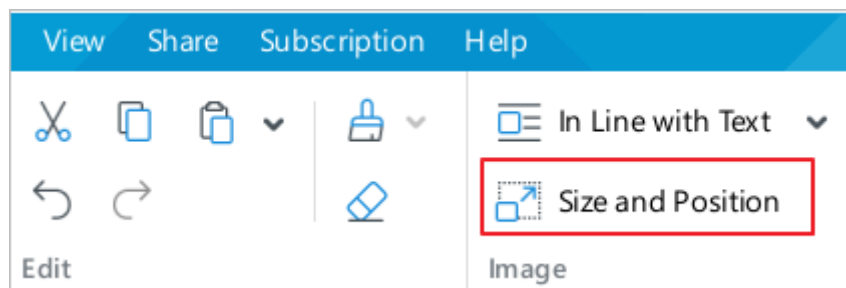 View Share Subscription Help
In Line with Text
Size and Position
Edit Image